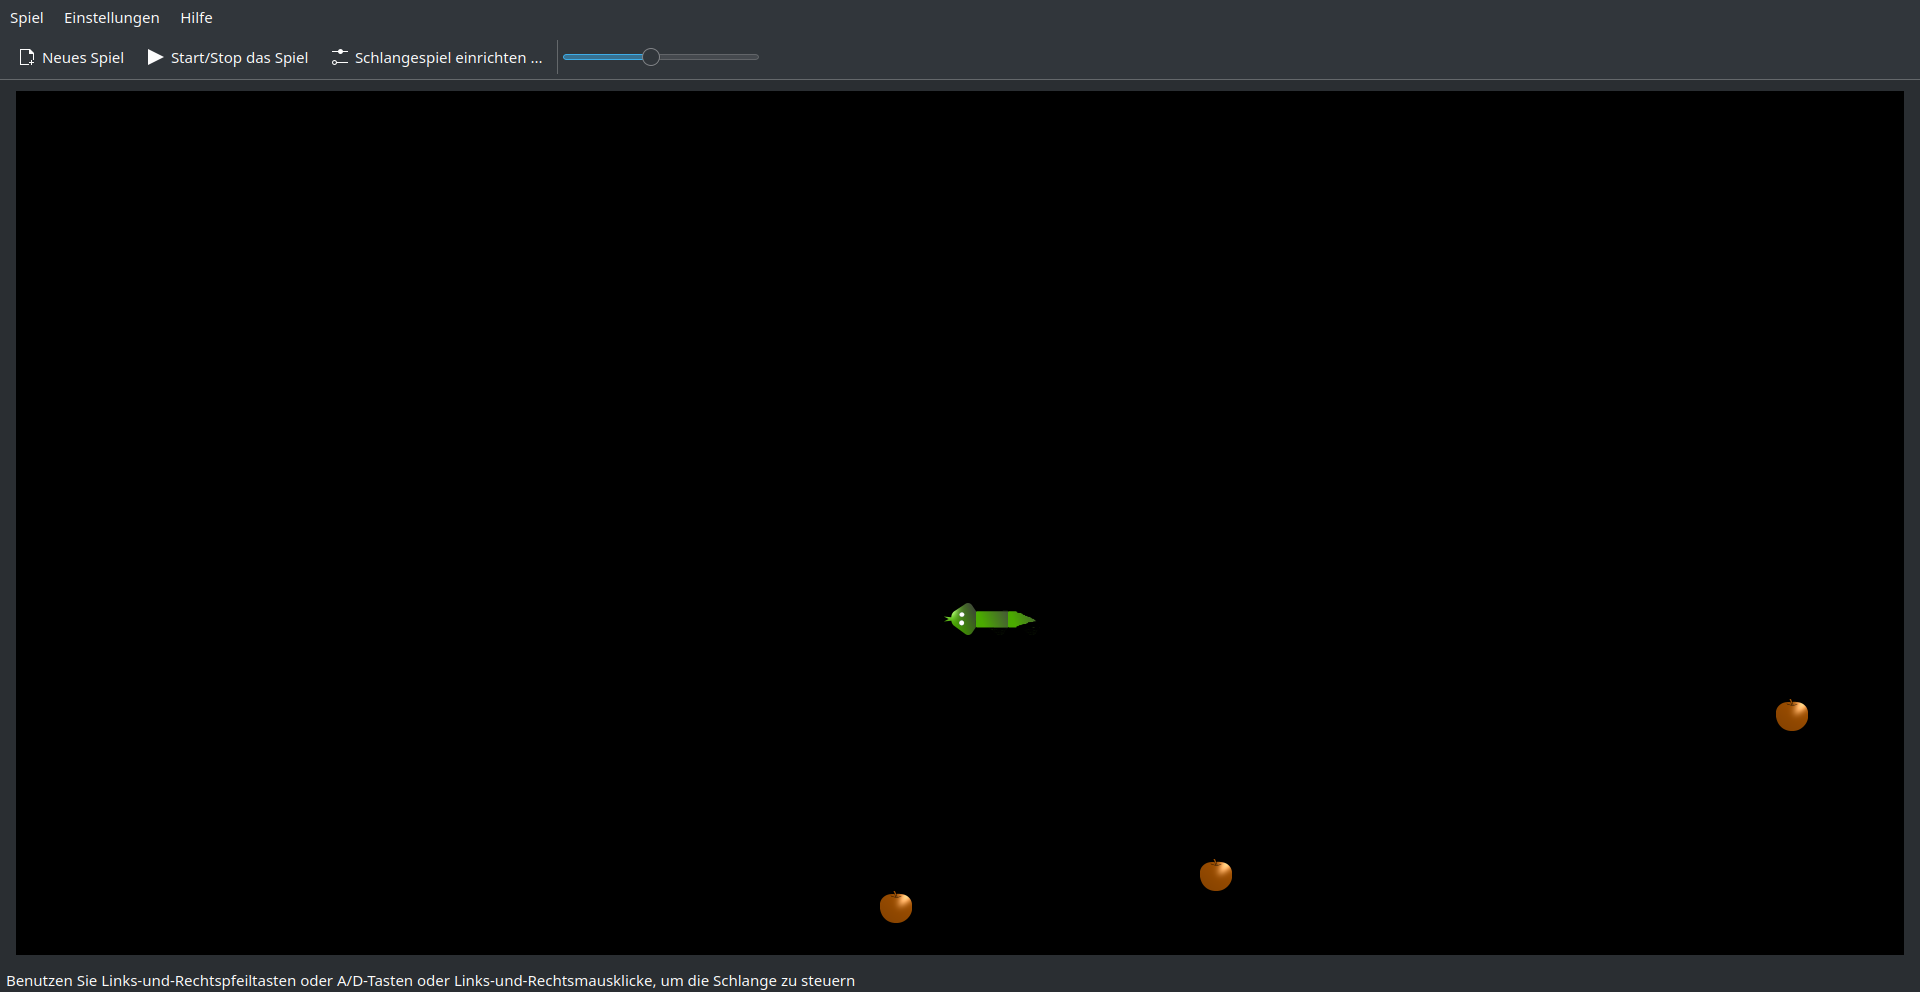 Spiel Einstellungen Hilfe
Neues Spiel Start/Stop das Spiel Schlangespiel einrichten ...
Benutzen Sie Links-und-Rechtspfeiltasten oder A/D-Tasten oder Links-und-Rechtsmausklicke, um die Schlange zu steuern